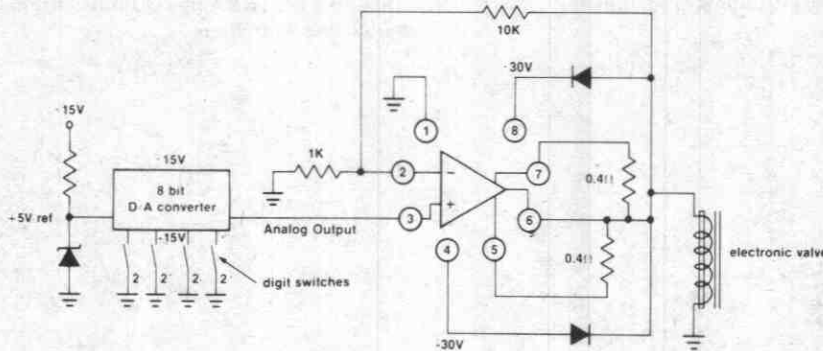 10K
-30V
-15V
1
8
-15V
1K
2
7
8 bit
D/A converter
0.4Ω
+5V ref
Analog Output
3
6
-15V
4
5
0.4Ω
electronic valve
2 2 2 2
digit switches
-30V